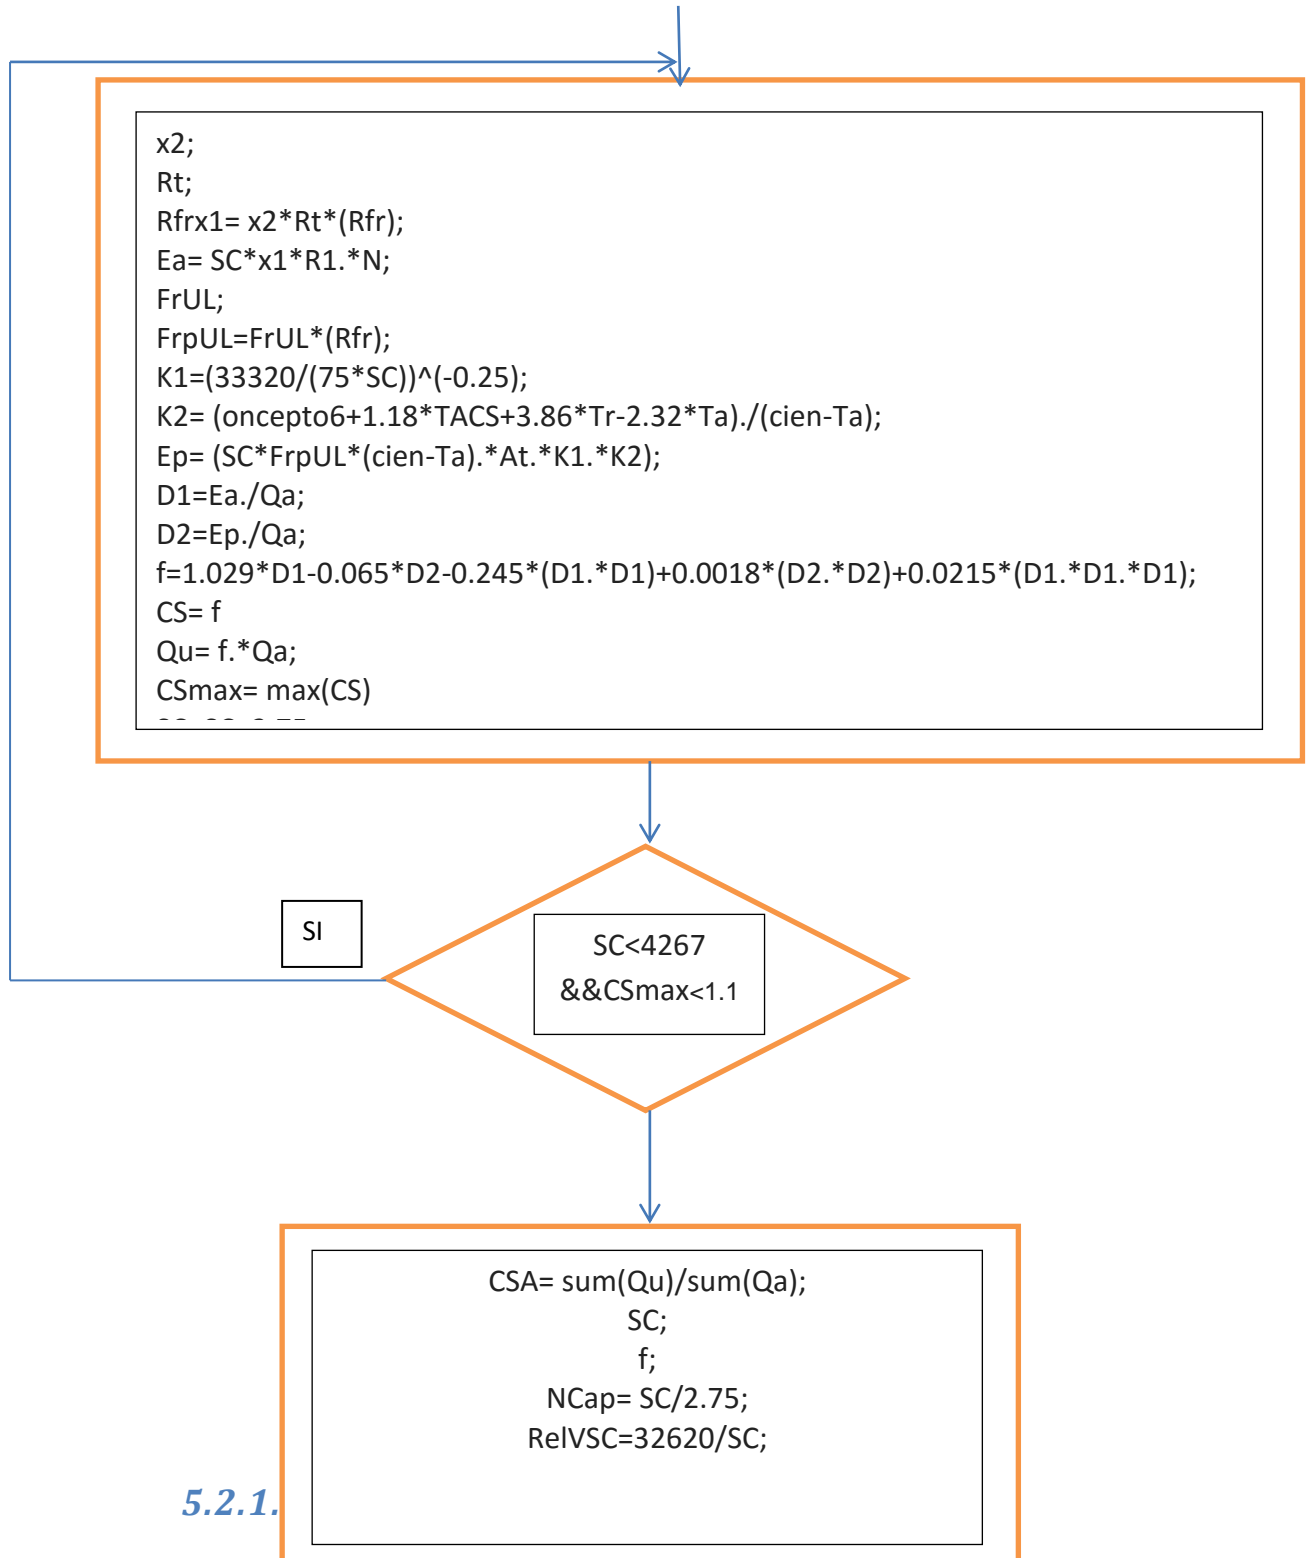 x2;
Rt;
Rfrx1= x2*Rt*(Rfr);
Ea= SC*x1*R1.*N;
FrUL;
FrpUL=FrUL*(Rfr);
K1=(33320/(75*SC))^(-0.25);
K2= (oncepto6+1.18*TACS+3.86*Tr-2.32*Ta)./(cien-Ta);
Ep= (SC*FrpUL*(cien-Ta).*At.*K1.*K2);
D1=Ea./Qa;
D2=Ep./Qa;
f=1.029*D1-0.065*D2-0.245*(D1.*D1)+0.0018*(D2.*D2)+0.0215*(D1.*D1.*D1);
CS= f
Qu= f.*Qa;
CSmax= max(CS)
SI
SC<4267
&&CSmax<1.1
CSA= sum(Qu)/sum(Qa);
SC;
f;
NCap= SC/2.75;
RelVSC=32620/SC;
5.2.1.